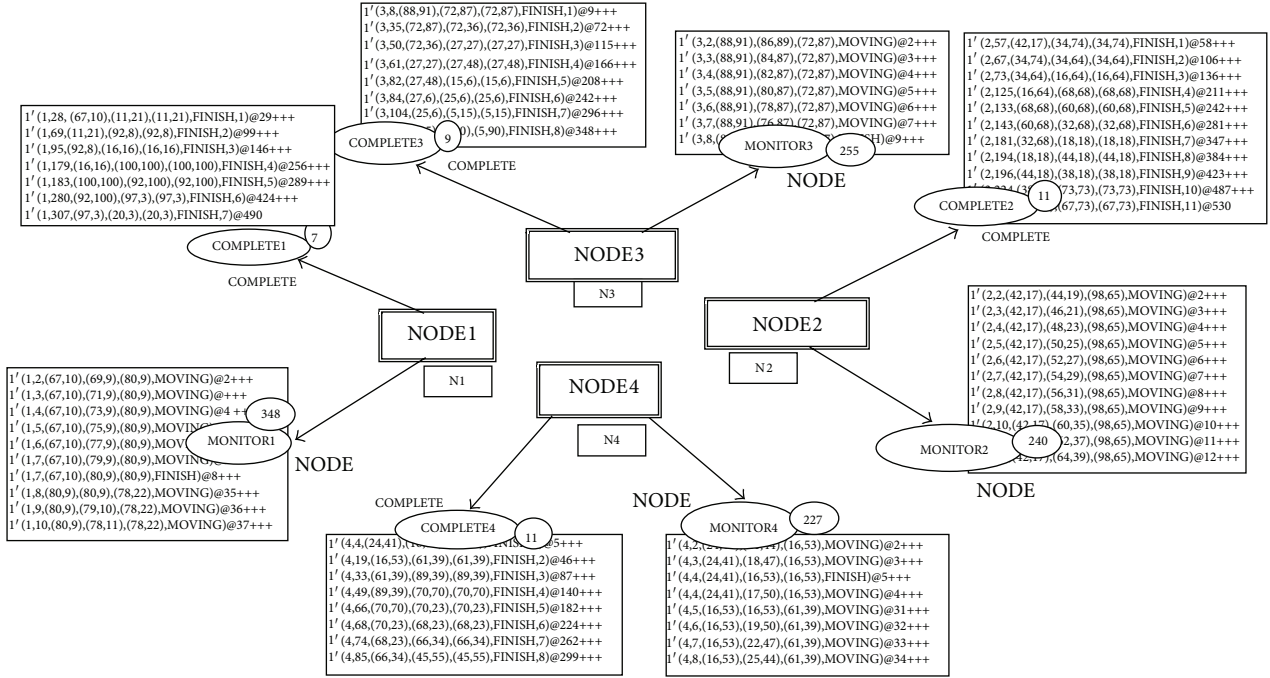 1′(3,8,(88,91),(72,87),(72,87),FINISH,1)@9+++
1′(3,35,(72,87),(72,36),(72,36),FINISH,2)@72+++
1′(3,50,(72,36),(27,27),(27,27),FINISH,3)@115+++
1′(3,61,(27,27),(27,48),(27,48),FINISH,4)@166+++
1′(3,82,(27,48),(15,6),(15,6),FINISH,5)@208+++
1′(3,84,(27,6),(25,6),(25,6),FINISH,6)@242+++
1′(3,104,(25,6),(5,15),(5,15),FINISH,7)@296+++
(5,90),FINISH,8)@348+++
COMPLETE3
9
COMPLETE
1′(3,2,(88,91),(86,89),(72,87),MOVING)@2+++
1′(3,3,(88,91),(84,87),(72,87),MOVING)@3+++
1′(3,4,(88,91),(82,87),(72,87),MOVING)@4+++
1′(3,5,(88,91),(80,87),(72,87),MOVING)@5+++
1′(3,6,(88,91),(78,87),(72,87),MOVING)@6+++
1′(3,7,(88,91),(76,87),(72,87),MOVING)@7+++
1′(3,8, @9+++
MONITOR3
255
NODE
1′(2,57,(42,17),(34,74),(34,74),FINISH,1)@58+++
1′(2,67,(34,74),(34,64),(34,64),FINISH,2)@106+++
1′(2,73,(34,64),(16,64),(16,64),FINISH,3)@136+++
1′(2,125,(16,64),(68,68),(68,68),FINISH,4)@211+++
1′(2,133,(68,68),(60,68),(60,68),FINISH,5)@242+++
1′(2,143,(60,68),(32,68),(32,68),FINISH,6)@281+++
1′(2,181,(32,68),(18,18),(18,18),FINISH,7)@347+++
1′(2,194,(18,18),(44,18),(44,18),FINISH,8)@384+++
1′(2,196,(44,18),(38,18),(38,18),FINISH,9)@423+++
(73,73),(73,73),FINISH,10)@487+++
(67,73),(67,73),FINISH,11)@530
COMPLETE2
11
COMPLETE
1′(1,28, (67,10),(11,21),(11,21),FINISH,1)@29+++
1′(1,69,(11,21),(92,8),(92,8),FINISH,2)@99+++
1′(1,95,(92,8),(16,16),(16,16),FINISH,3)@146+++
1′(1,179,(16,16),(100,100),(100,100),FINISH,4)@256+++
1′(1,183,(100,100),(92,100),(92,100),FINISH,5)@289+++
1′(1,280,(92,100),(97,3),(97,3),FINISH,6)@424+++
1′(1,307,(97,3),(20,3),(20,3),FINISH,7)@490
COMPLETE1
7
COMPLETE
NODE3
N3
NODE1
N1
NODE2
N2
NODE4
N4
1′(2,2,(42,17),(44,19),(98,65),MOVING)@2+++
1′(2,3,(42,17),(46,21),(98,65),MOVING)@3+++
1′(2,4,(42,17),(48,23),(98,65),MOVING)@4+++
1′(2,5,(42,17),(50,25),(98,65),MOVING)@5+++
1′(2,6,(42,17),(52,27),(98,65),MOVING)@6+++
1′(2,7,(42,17),(54,29),(98,65),MOVING)@7+++
1′(2,8,(42,17),(56,31),(98,65),MOVING)@8+++
1′(2,9,(42,17),(58,33),(98,65),MOVING)@9+++
1′(2,10,(42,17),(60,35),(98,65),MOVING)@10+++
(98,65),MOVING)@11+++
(64,39),(98,65),MOVING)@12+++
MONITOR2
240
NODE
1′(1,2,(67,10),(69,9),(80,9),MOVING)@2+++
1′(1,3,(67,10),(71,9),(80,9),MOVING)@+++
1′(1,4,(67,10),(73,9),(80,9),MOVING)@4
1′(1,5,(67,10),(75,9),(80,9),
1′(1,6,(67,10),(77,9),(80,9),
1′(1,7,(67,10),(79,9),(80,9),MOVING)
1′(1,7,(67,10),(80,9),(80,9),FINISH)@8+++
1′(1,8,(80,9),(80,9),(78,22),MOVING)@35+++
1′(1,9,(80,9),(79,10),(78,22),MOVING)@36+++
1′(1,10,(80,9),(78,11),(78,22),MOVING)@37+++
348
MONITOR1
NODE
COMPLETE
COMPLETE4
11
1′(4,4,(24,41), @5+++
1′(4,19,(16,53),(61,39),(61,39),FINISH,2)@46+++
1′(4,33,(61,39),(89,39),(89,39),FINISH,3)@87+++
1′(4,49,(89,39),(70,70),(70,70),FINISH,4)@140+++
1′(4,66,(70,70),(70,23),(70,23),FINISH,5)@182+++
1′(4,68,(70,23),(68,23),(68,23),FINISH,6)@224+++
1′(4,74,(68,23),(66,34),(66,34),FINISH,7)@262+++
1′(4,85,(66,34),(45,55),(45,55),FINISH,8)@299+++
NODE
MONITOR4
227
1′(4,2, (16,53),MOVING)@2+++
1′(4,3,(24,41),(18,47),(16,53),MOVING)@3+++
1′(4,4,(24,41),(16,53),(16,53),FINISH)@5+++
1′(4,4,(24,41),(17,50),(16,53),MOVING)@4+++
1′(4,5,(16,53),(16,53),(61,39),MOVING)@31+++
1′(4,6,(16,53),(19,50),(61,39),MOVING)@32+++
1′(4,7,(16,53),(22,47),(61,39),MOVING)@33+++
1′(4,8,(16,53),(25,44),(61,39),MOVING)@34+++